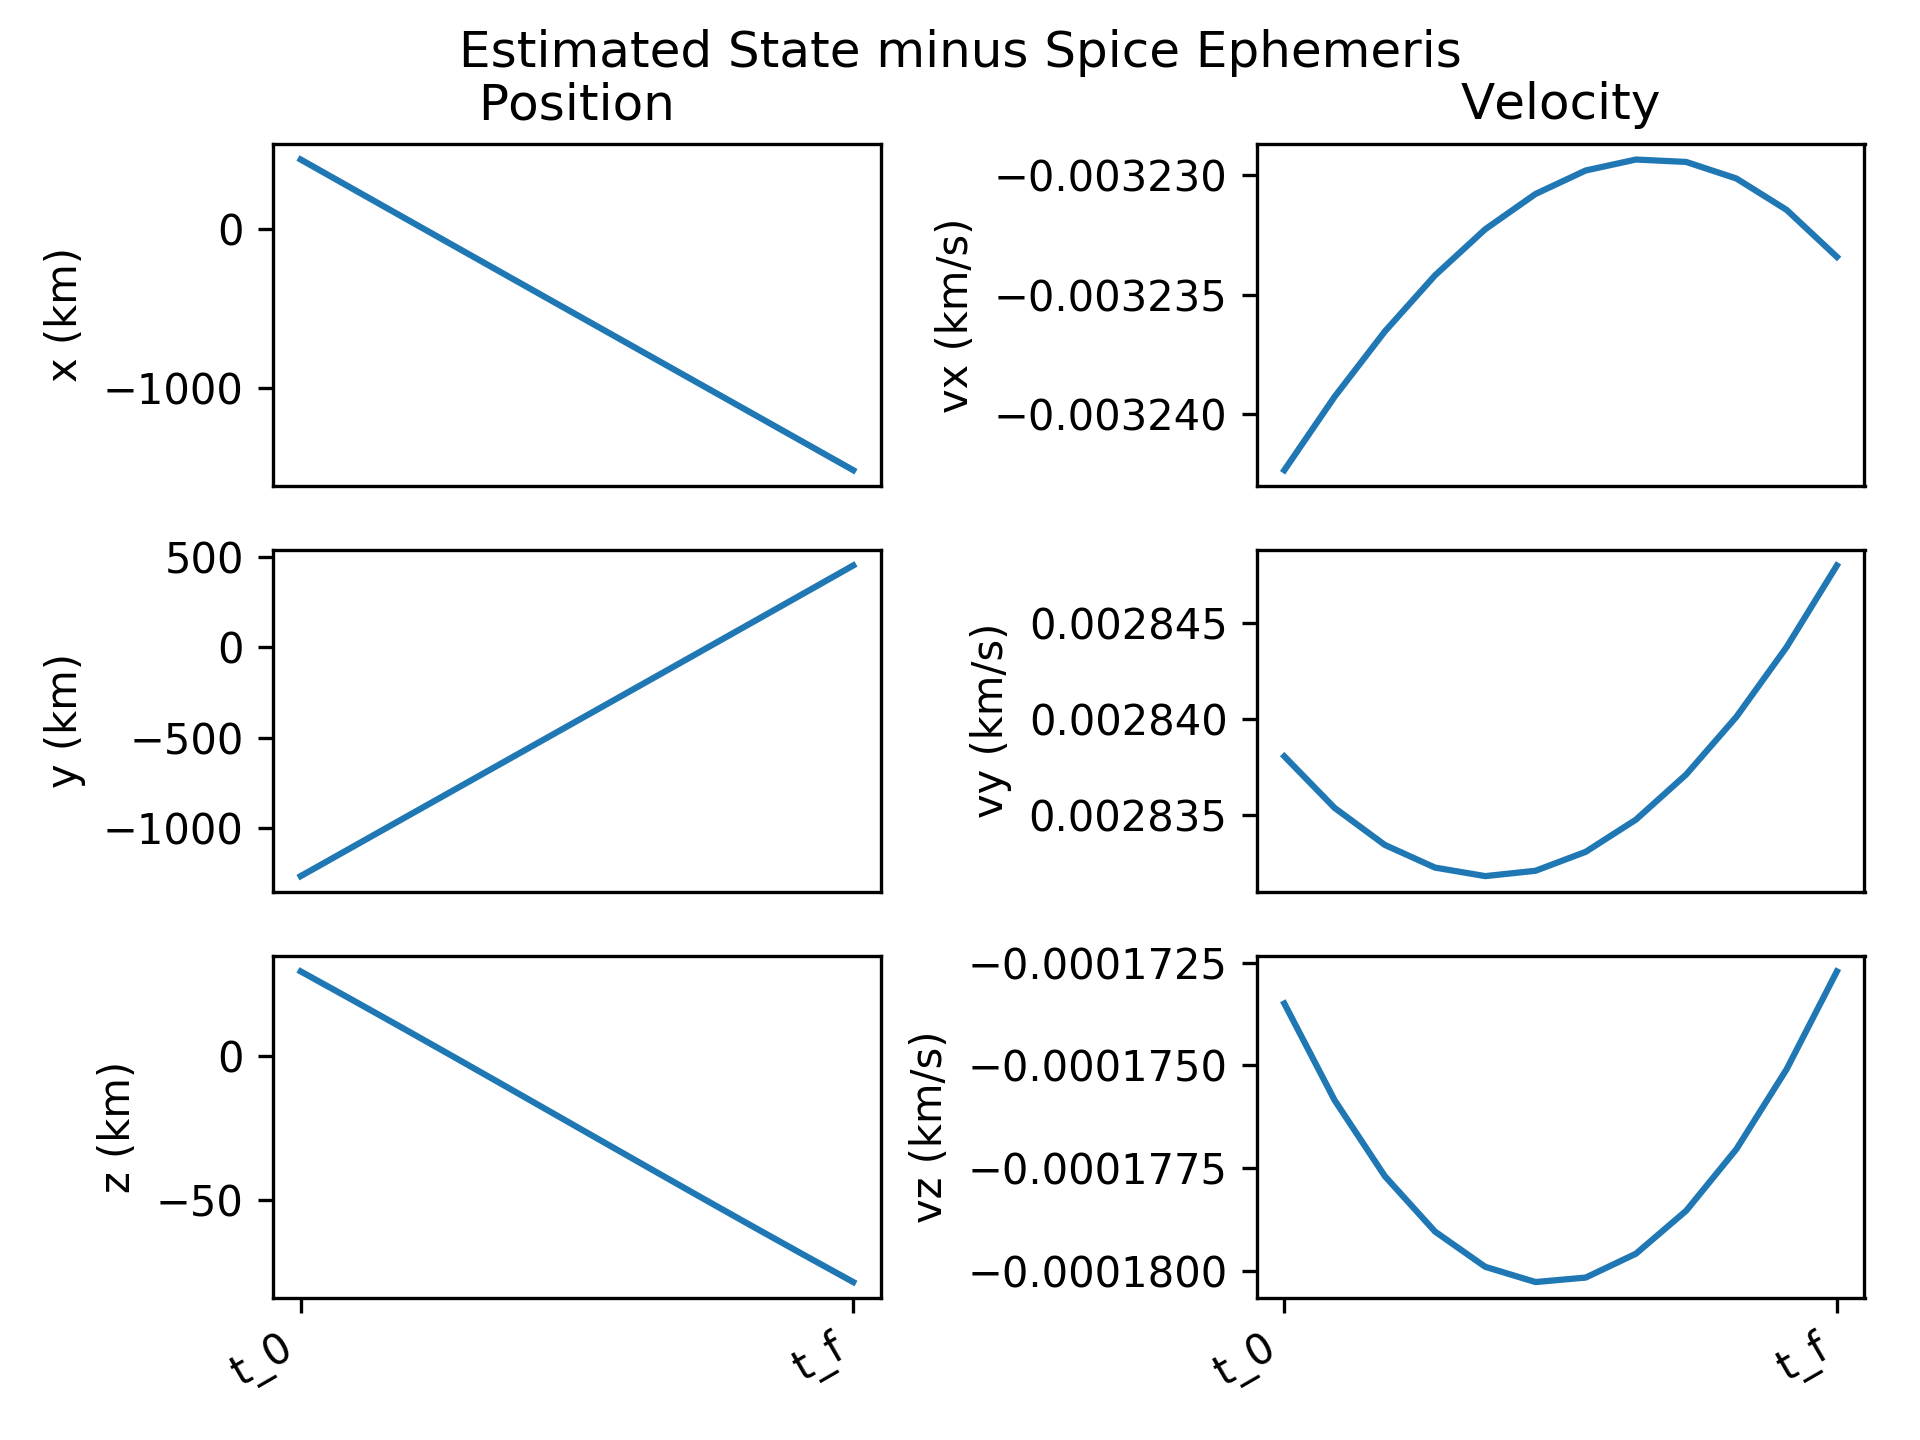 Estimated State minus Spice Ephemeris
Position
Velocity
0
−1000
x (km)
−0.003230
−0.003235
−0.003240
vx (km/s)
500
0
−500
−1000
y (km)
0.002845
0.002840
0.002835
vy (km/s)
0
−50
z (km)
−0.0001725
−0.0001750
−0.0001775
−0.0001800
vz (km/s)
t_0
t_f
t_0
t_f